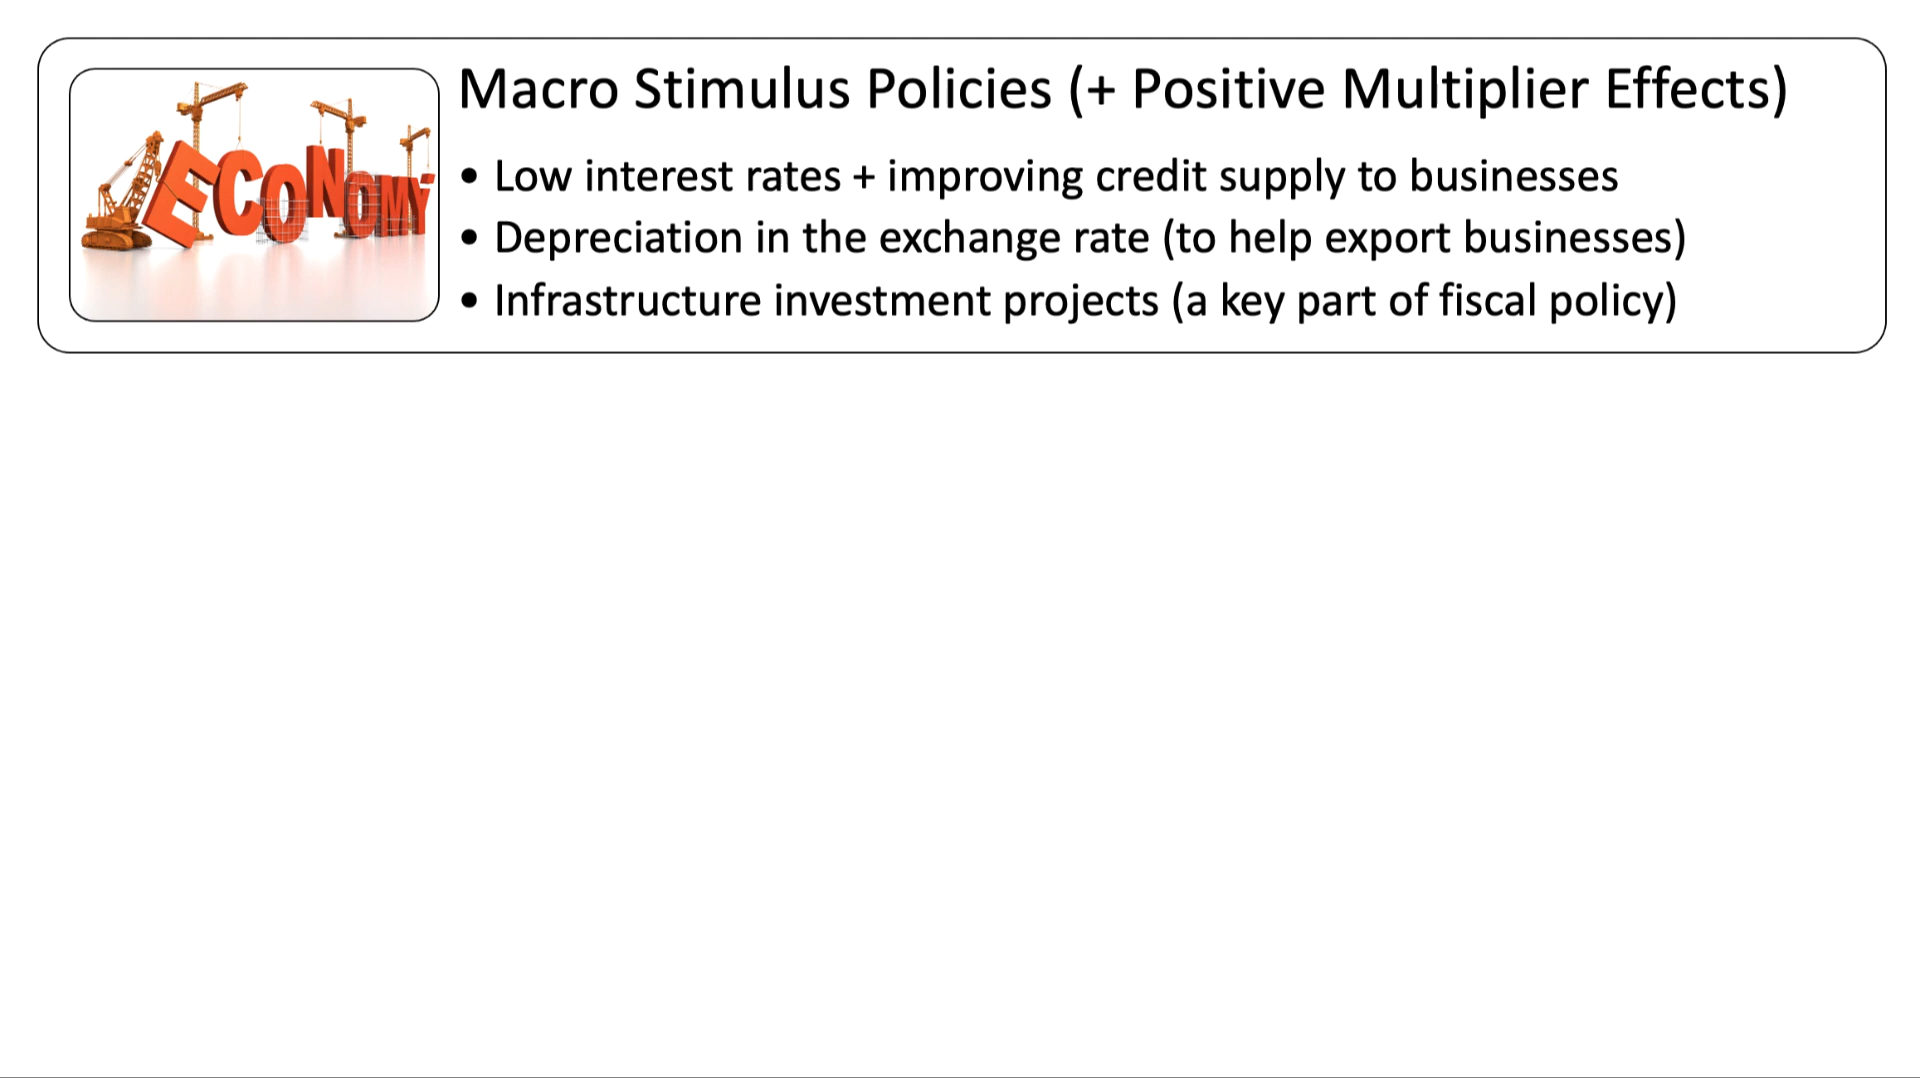 ECONOMY
Macro Stimulus Policies (+ Positive Multiplier Effects)
• Low interest rates + improving credit supply to businesses
• Depreciation in the exchange rate (to help export businesses)
• Infrastructure investment projects (a key part of fiscal policy)